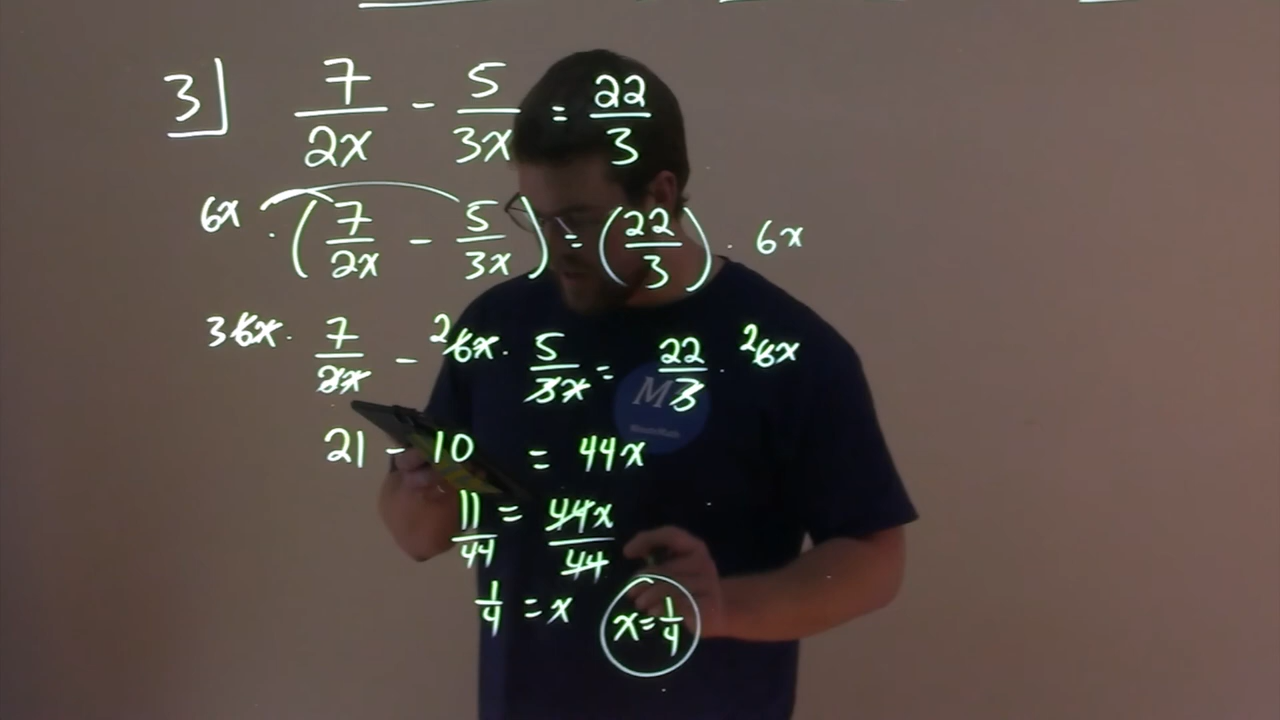 3] 7/2x - 5/3x = 22/3
6x · (7/2x - 5/3x) = (22/3) · 6x
3 6x · 7/2x - 2 6x · 5/3x = 22/3 · 2 6x
21 - 10 = 44x
11/44 = 44x/44
1/4 = x x = 1/4